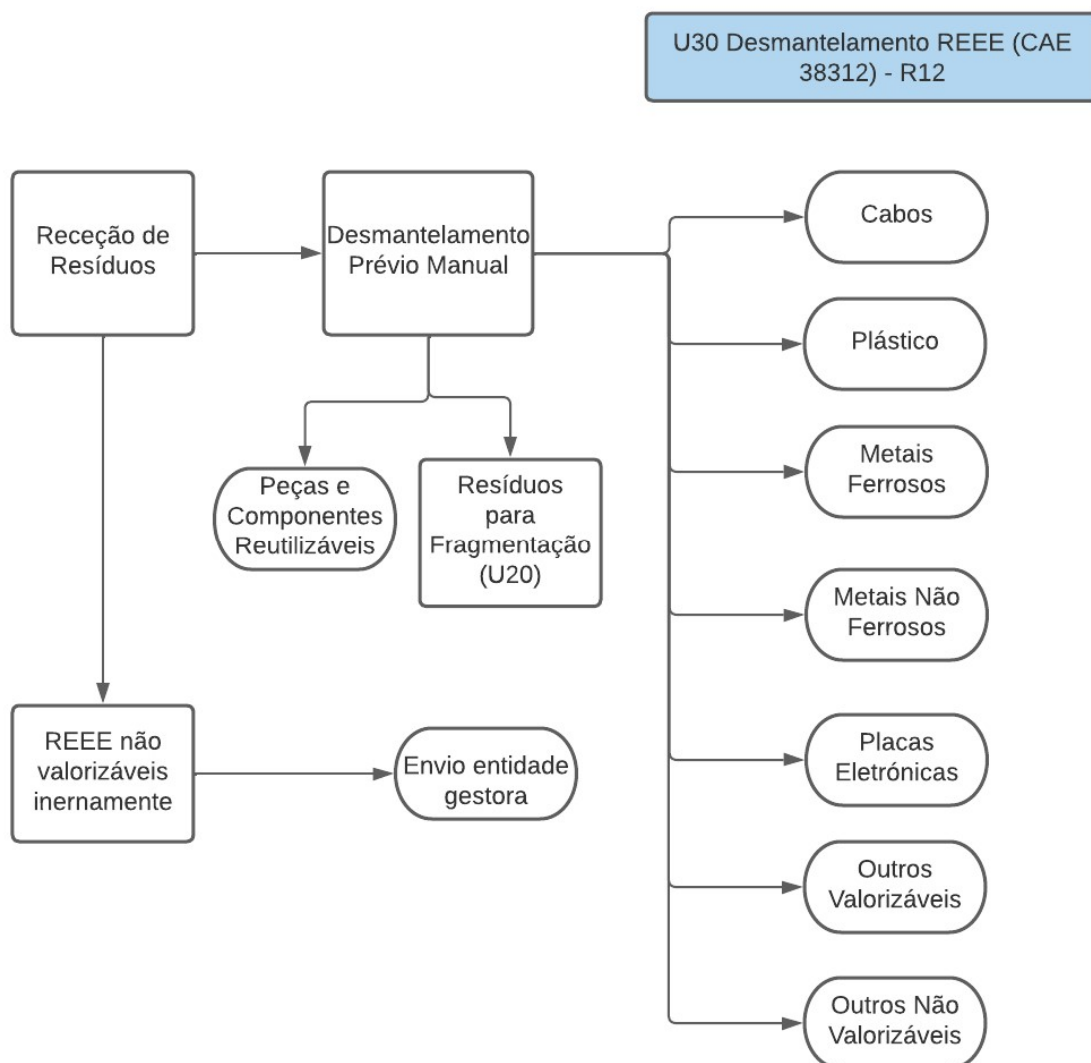 U30 Desmantelamento REEE (CAE
38312) - R12
Receção de
Resíduos
Desmantelamento
Prévio Manual
Cabos
Plástico
Metais
Ferrosos
Peças e
Componentes
Reutilizáveis
Resíduos
para
Fragmentação
(U20)
Metais Não
Ferrosos
REEE não
valorizáveis
inernamente
Envio entidade
gestora
Placas
Eletrónicas
Outros
Valorizáveis
Outros Não
Valorizáveis